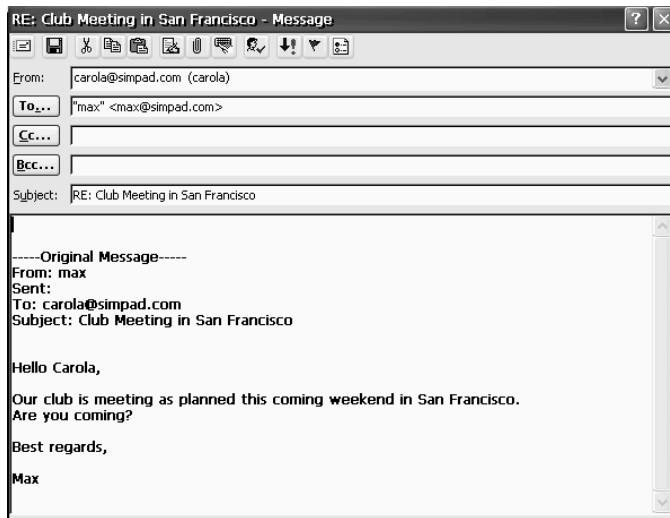 RE: Club Meeting in San Francisco - Message
From: carola@simpad.com (carola)
To... "max" <max@simpad.com>
Cc...
Bcc...
Subject: RE: Club Meeting in San Francisco
-----Original Message-----
From: max
Sent:
To: carola@simpad.com
Subject: Club Meeting in San Francisco
Hello Carola,
Our club is meeting as planned this coming weekend in San Francisco.
Are you coming?
Best regards,
Max